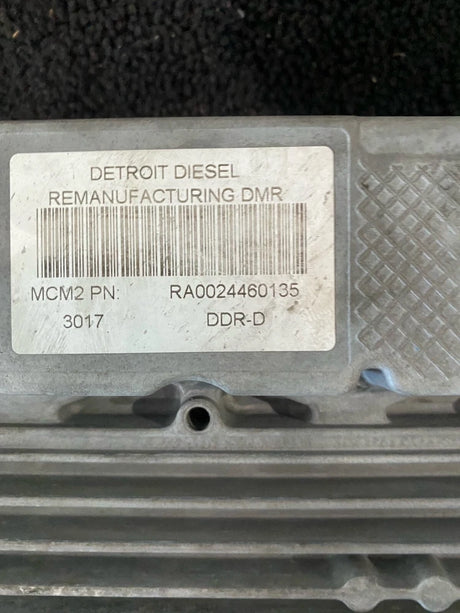 DETROIT DIESEL
REMANUFACTURING DMR
MCM2 PN: RA0024460135
3017 DDR-D